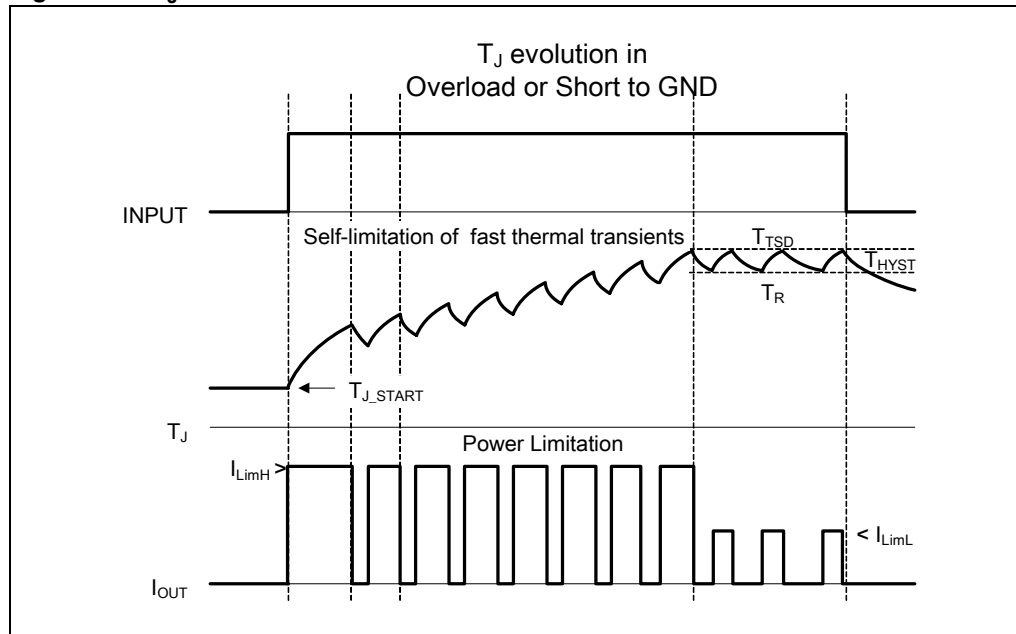 T_J evolution in
Overload or Short to GND
INPUT
Self-limitation of fast thermal transients
T_TSD
T_HYST
T_R
T_J_START
T_J
Power Limitation
I_LimH >
< I_LimL
I_OUT